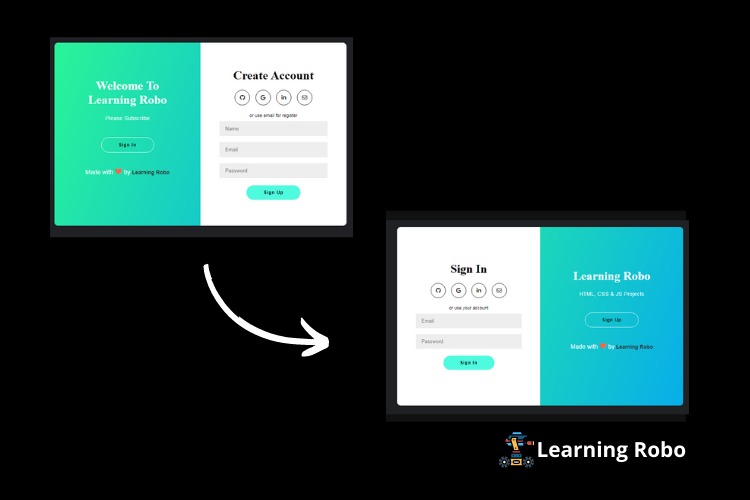 Welcome To
Learning Robo
Please Subscribe
Sign In
Made with ❤ by Learning Robo
Create Account
or use email for register
Name
Email
Password
Sign Up
Sign In
or use your account
Email
Password
Sign In
Learning Robo
HTML, CSS & JS Projects
Sign Up
Made with ❤ by Learning Robo
Learning Robo